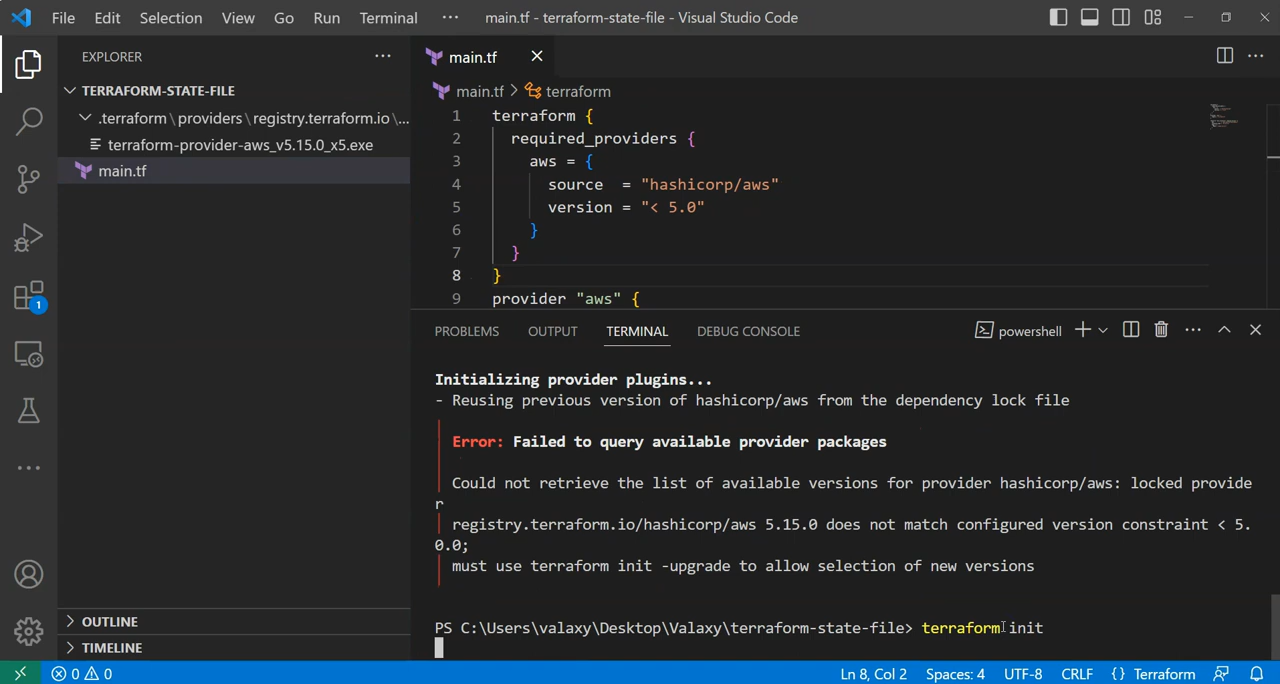 File Edit Selection View Go Run Terminal ··· main.tf - terraform-state-file - Visual Studio Code
EXPLORER ···
TERRAFORM-STATE-FILE
.terraform\providers\registry.terraform.io\...
terraform-provider-aws_v5.15.0_x5.exe
main.tf
1
OUTLINE
TIMELINE
main.tf
main.tf > terraform
1 terraform {
2 required_providers {
3 aws = {
4 source = "hashicorp/aws"
5 version = "< 5.0"
6 }
7 }
8 }
9 provider "aws" {
PROBLEMS OUTPUT TERMINAL DEBUG CONSOLE powershell
Initializing provider plugins...
- Reusing previous version of hashicorp/aws from the dependency lock file
Error: Failed to query available provider packages
Could not retrieve the list of available versions for provider hashicorp/aws: locked provide
r
registry.terraform.io/hashicorp/aws 5.15.0 does not match configured version constraint < 5.
0.0;
must use terraform init -upgrade to allow selection of new versions
PS C:\Users\valaxy\Desktop\Valaxy\terraform-state-file> terraform init
0 0 Ln 8, Col 2 Spaces: 4 UTF-8 CRLF {} Terraform